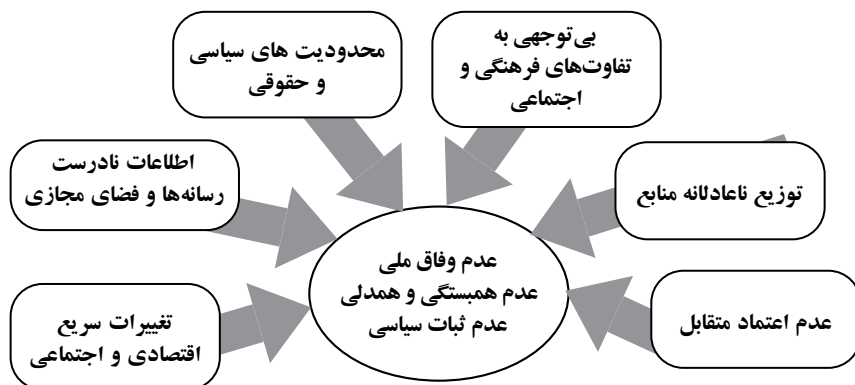 بی‌توجهی به
تفاوت‌های فرهنگی و
اجتماعی
محدودیت های سیاسی
و حقوقی
توزیع ناعادلانه منابع
اطلاعات نادرست
رسانه‌ها و فضای مجازی
عدم وفاق ملی
عدم همبستگی و همدلی
عدم ثبات سیاسی
عدم اعتماد متقابل
تغییرات سریع
اقتصادی و اجتماعی